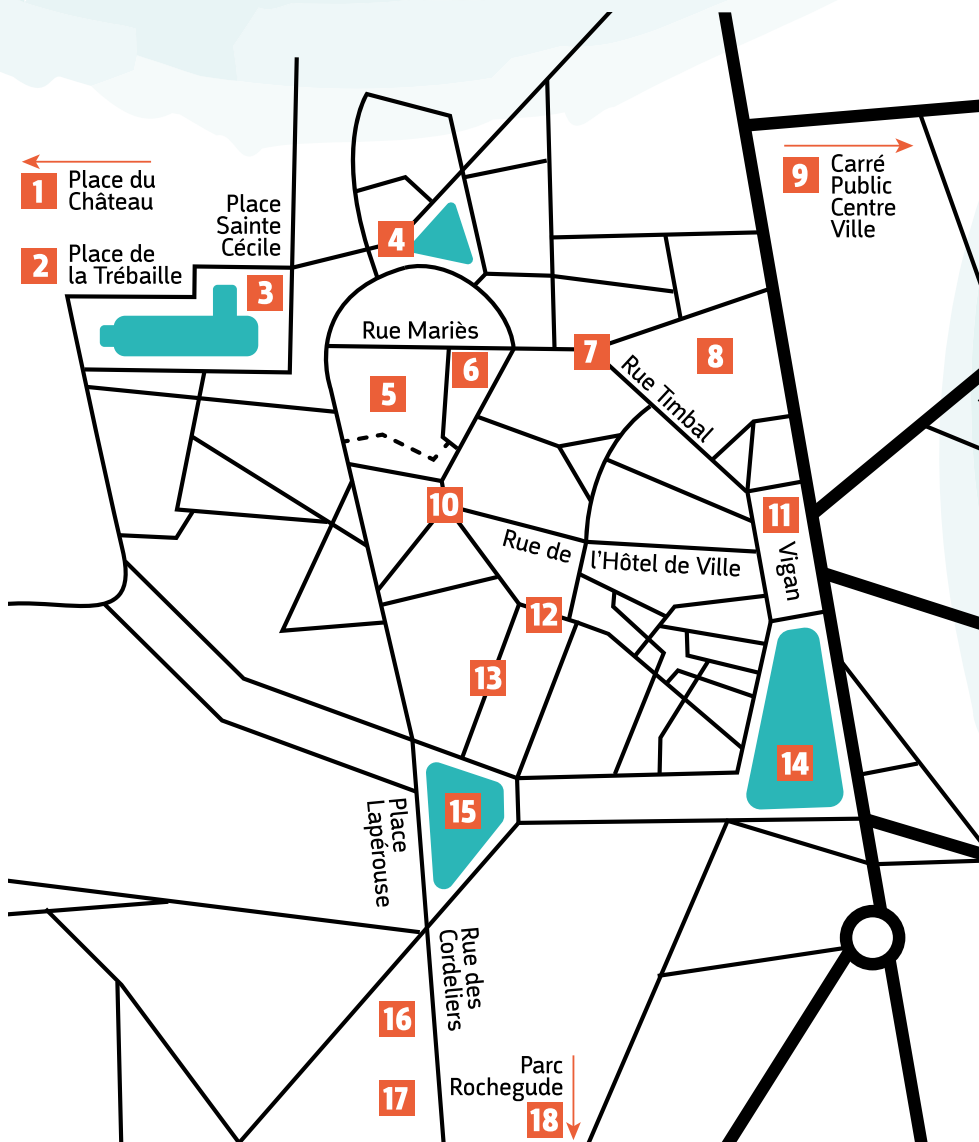 1
Place du
Château
2
Place de
la Trébaille
Place
Sainte
Cécile
3
4
9
Carré
Public
Centre
Ville
Rue Mariès
5
6
7
8
Rue Timbal
10
11
Rue de
l'Hôtel de Ville
Vigan
12
13
14
15
Place
Lapérouse
Rue des
Cordeliers
16
17
Parc
Rochegude
18